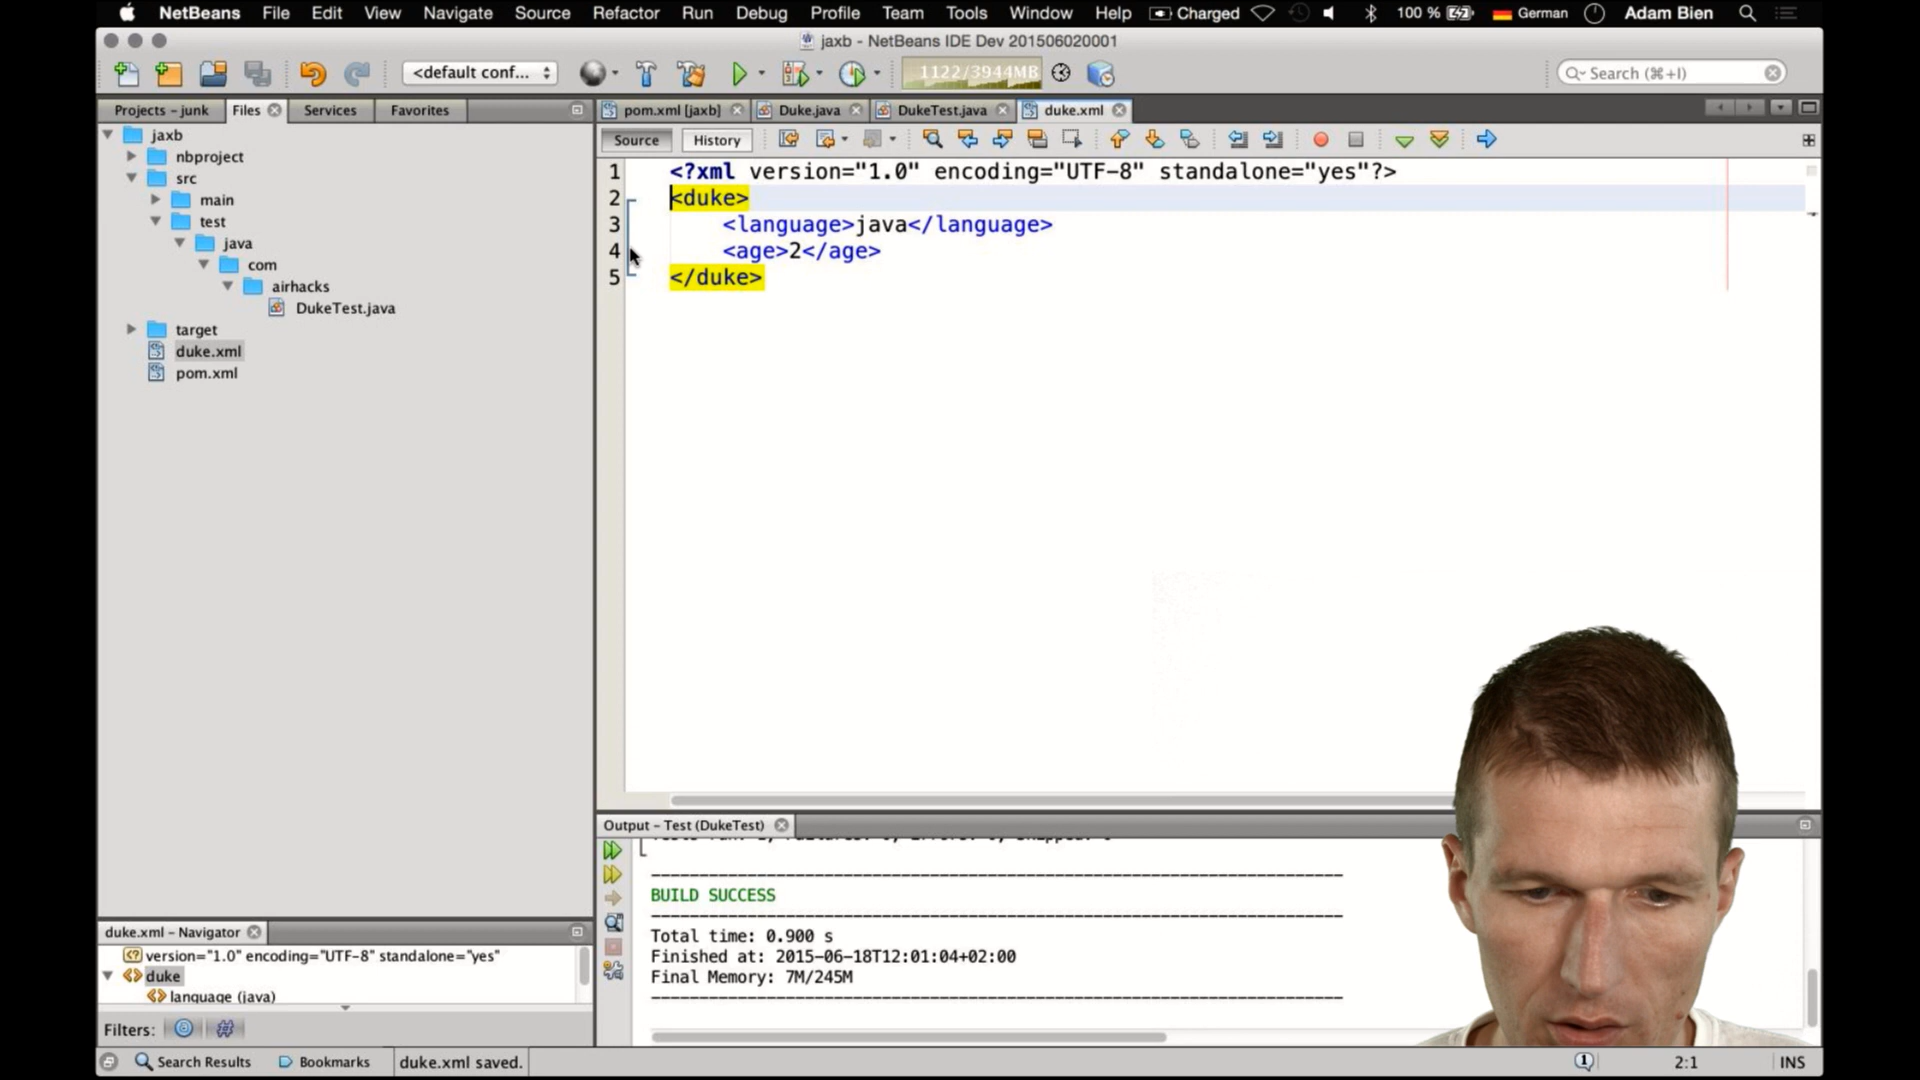 NetBeans File Edit View Navigate Source Refactor Run Debug Profile Team Tools Window Help Charged 100 % German Adam Bien
jaxb - NetBeans IDE Dev 201506020001
<default conf... 1122/3944MB Search (⌘+I)
Projects - junk Files Services Favorites
pom.xml [jaxb] Duke.java DukeTest.java duke.xml
Source History
jaxb
nbproject
src
main
test
java
com
airhacks
DukeTest.java
target
duke.xml
pom.xml
1 <?xml version="1.0" encoding="UTF-8" standalone="yes"?>
2 <duke>
3 <language>java</language>
4 <age>2</age>
5 </duke>
Output - Test (DukeTest)
BUILD SUCCESS
Total time: 0.900 s
Finished at: 2015-06-18T12:01:04+02:00
Final Memory: 7M/245M
duke.xml - Navigator
version="1.0" encoding="UTF-8" standalone="yes"
duke
language (java)
Filters:
Search Results Bookmarks duke.xml saved. 2:1 INS